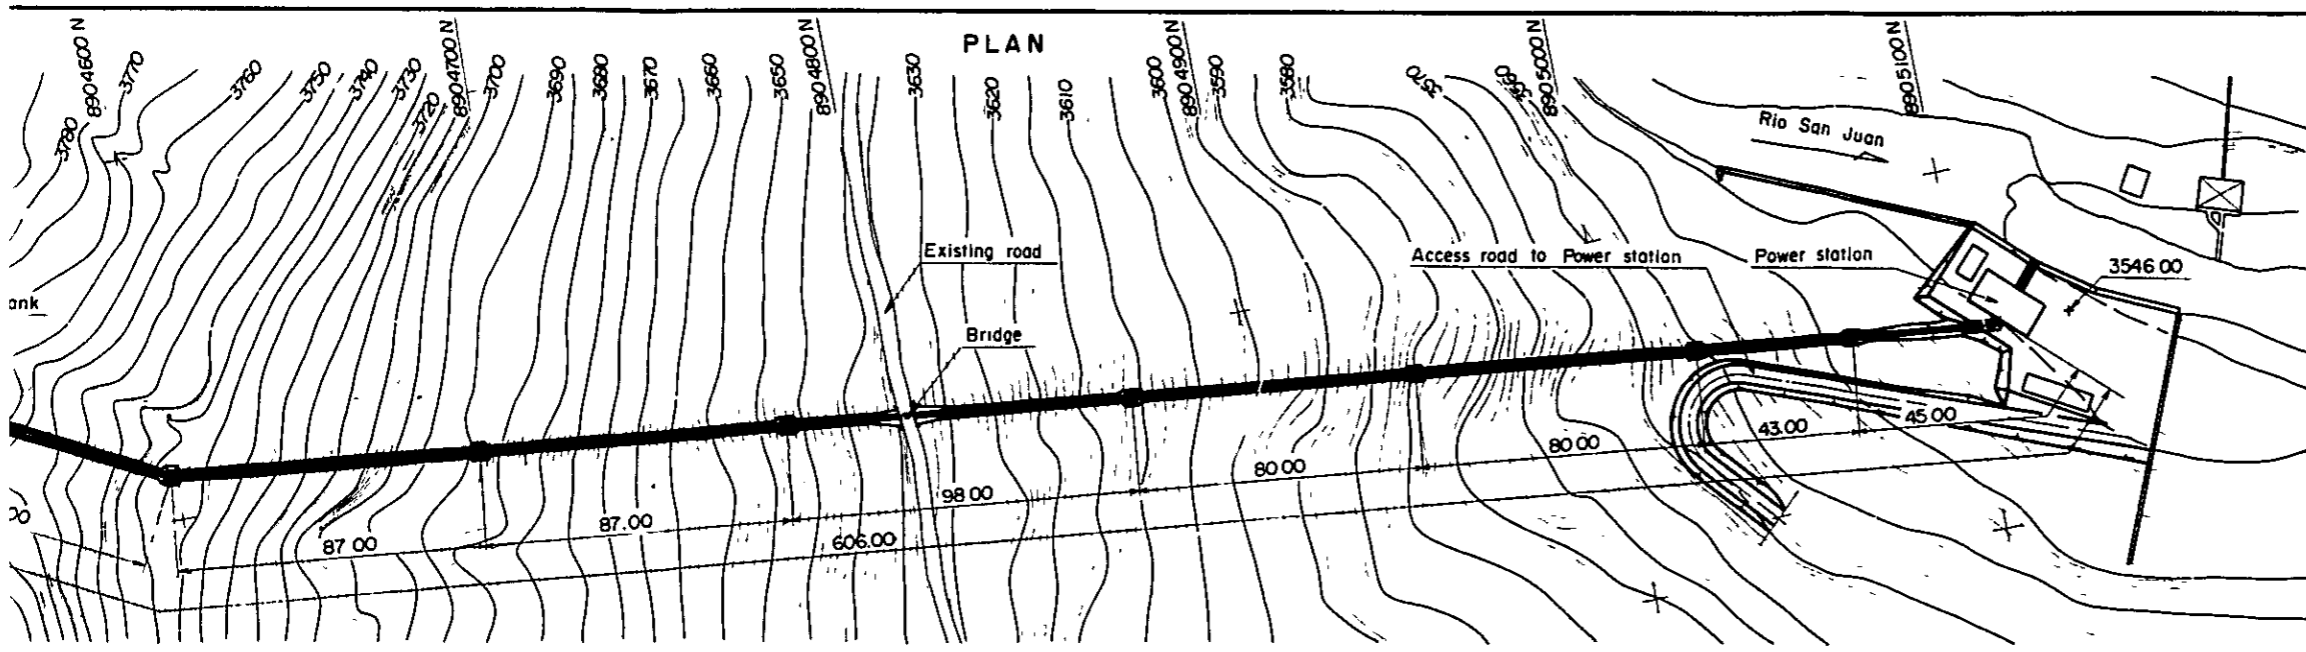 PLAN
8904600 N
8904700 N
8904800 N
8904900 N
8905000 N
8905100 N
3780
3770
3760
3750
3740
3730
3720
3700
3690
3680
3670
3660
3650
3630
3620
3610
3600
3590
3580
3570
3560
Rio San Juan
Existing road
Access road to Power station
Power station
3546 00
ank
Bridge
87 00
87.00
98 00
80 00
80 00
43.00
45.00
606.00